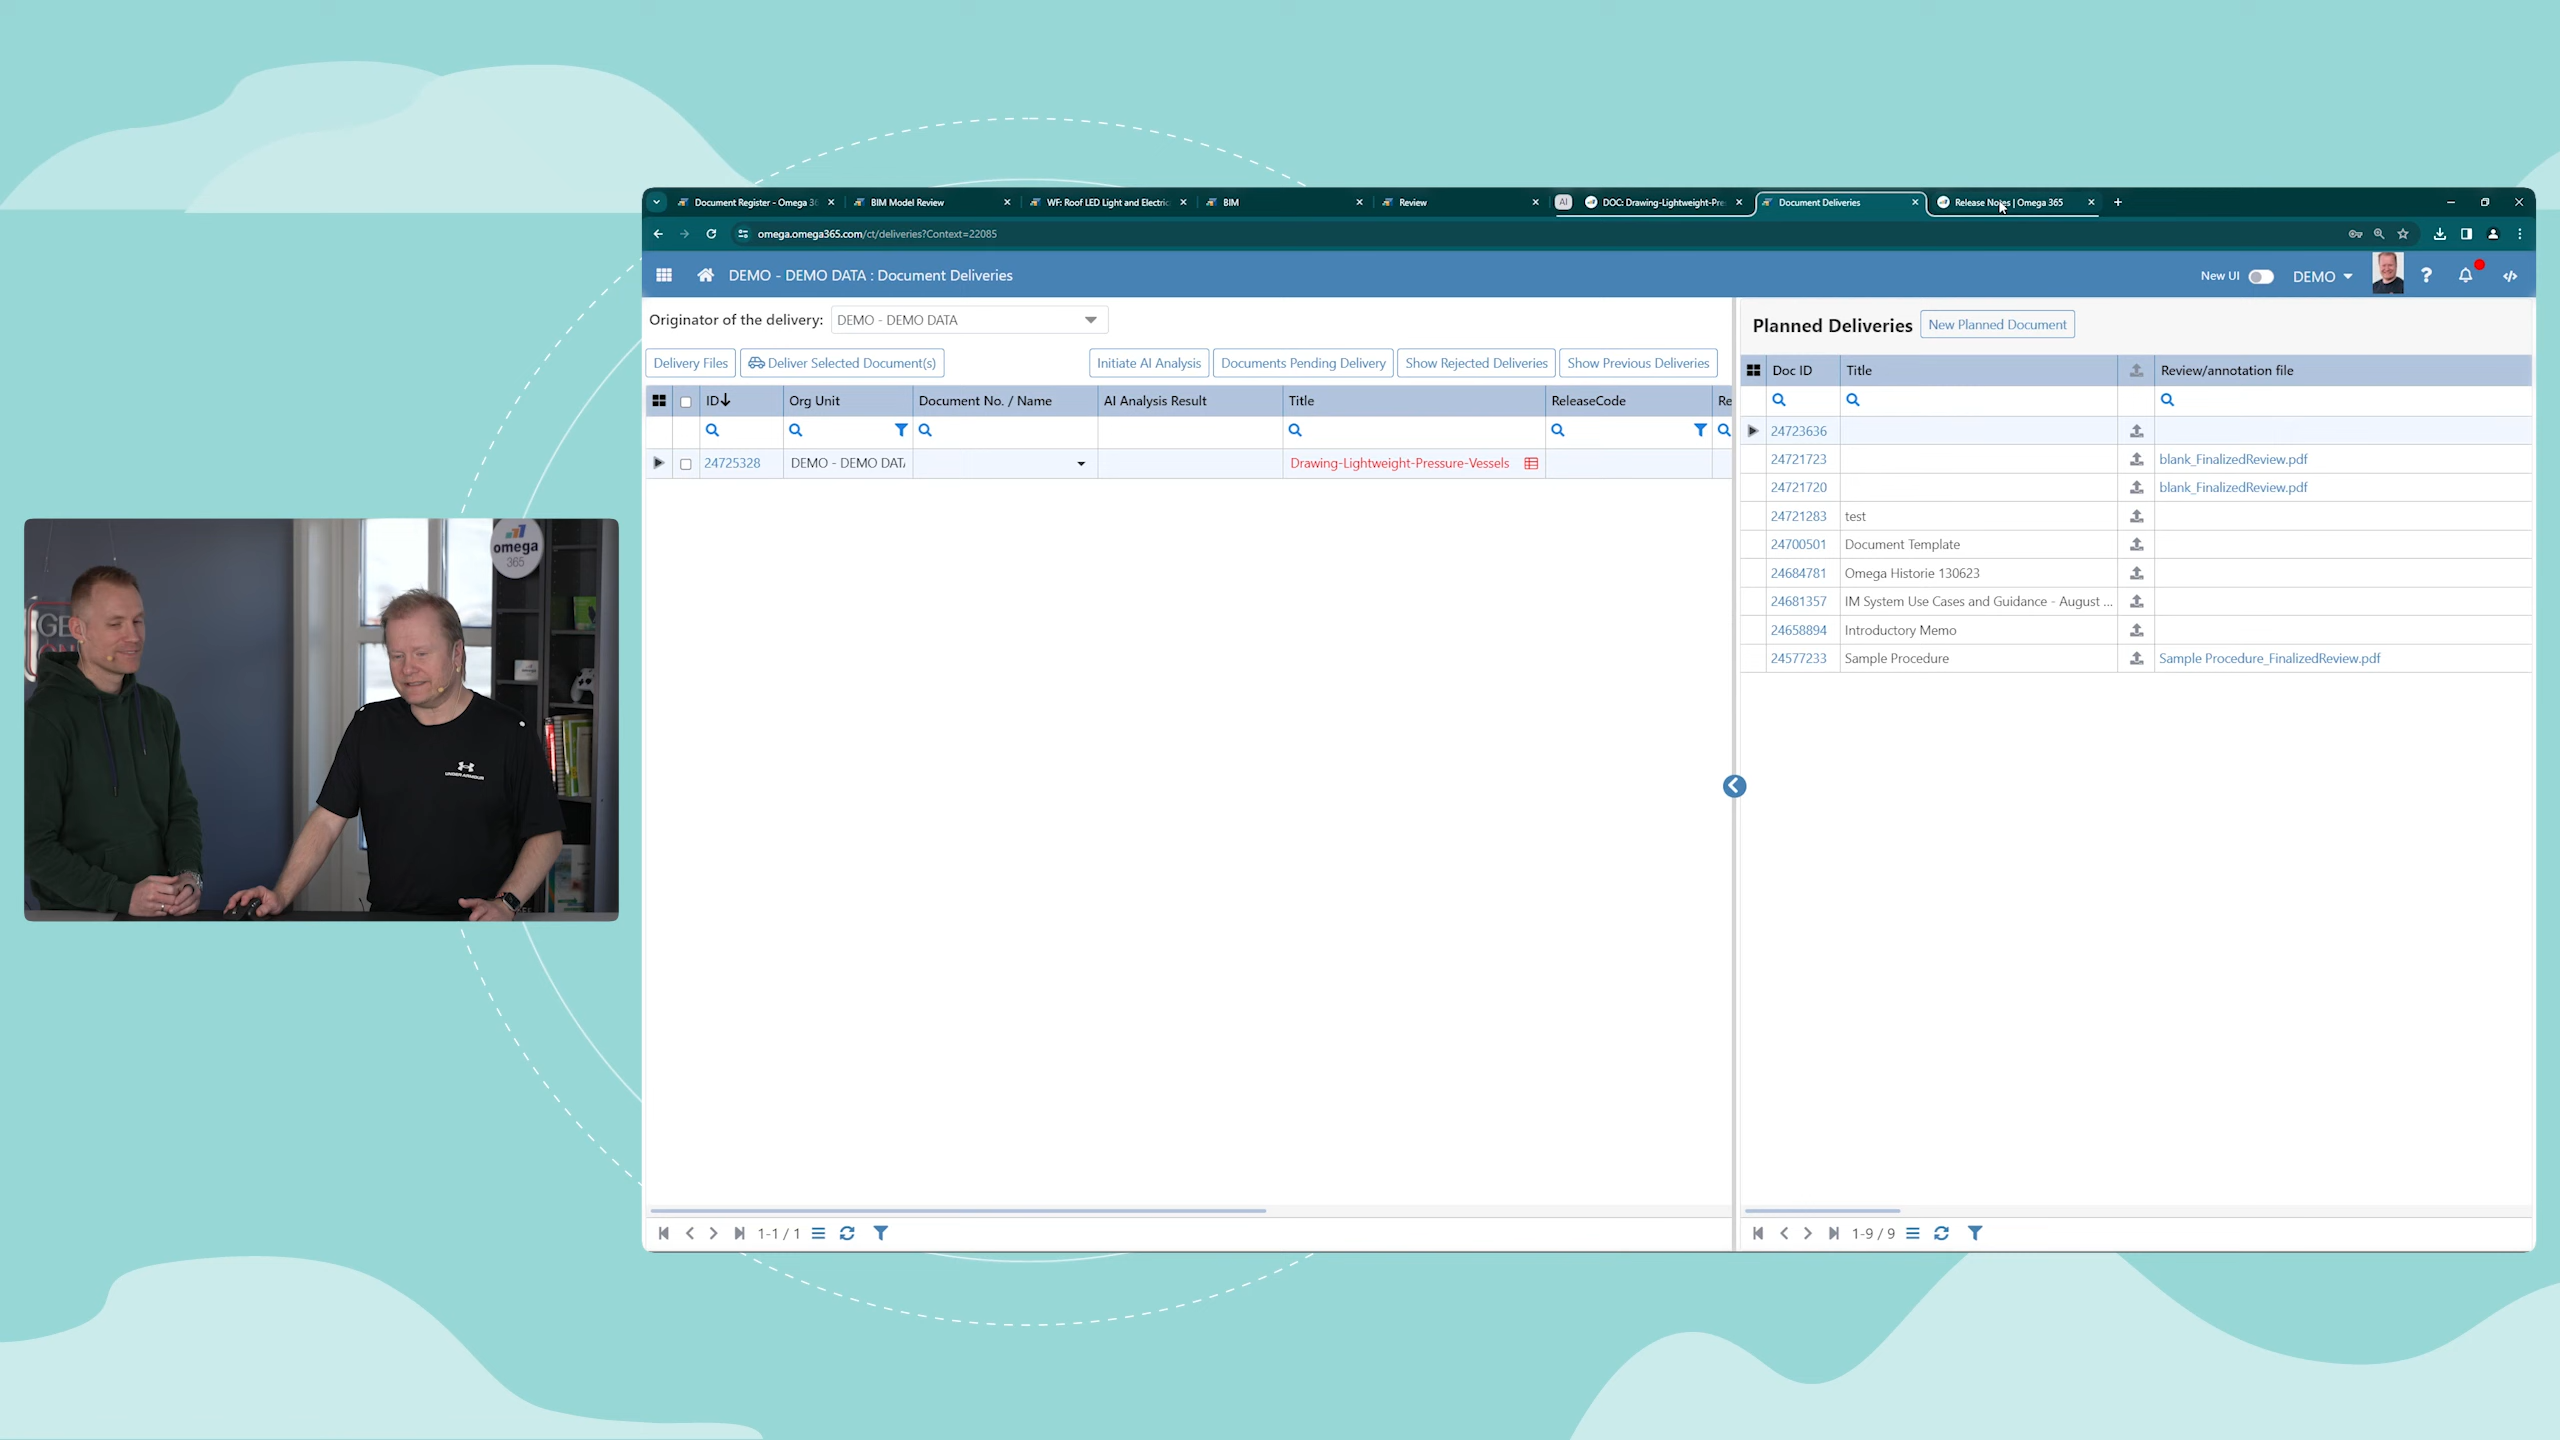 Document Register - Omega 36
BIM Model Review
WF: Roof LED Light and Electric
BIM
Review
AI
DOC: Drawing-Lightweight-Pre
Document Deliveries
Release Notes | Omega 365
omega.omega365.com/ct/deliveries?Context=22085
DEMO - DEMO DATA : Document Deliveries
New UI
DEMO
?
Originator of the delivery:
DEMO - DEMO DATA
Planned Deliveries
New Planned Document
Delivery Files
Deliver Selected Document(s)
Initiate AI Analysis
Documents Pending Delivery
Show Rejected Deliveries
Show Previous Deliveries
ID
Org Unit
Document No. / Name
AI Analysis Result
Title
ReleaseCode
Re
24725328
DEMO - DEMO DAT
Drawing-Lightweight-Pressure-Vessels
Doc ID
Title
Review/annotation file
24723636
24721723
blank_FinalizedReview.pdf
24721720
blank_FinalizedReview.pdf
24721283
test
24700501
Document Template
24684781
Omega Historie 130623
24681357
IM System Use Cases and Guidance - August ...
24658894
Introductory Memo
24577233
Sample Procedure
Sample Procedure_FinalizedReview.pdf
omega
365
GE
UNDER ARMOUR
1-1 / 1
1-9 / 9